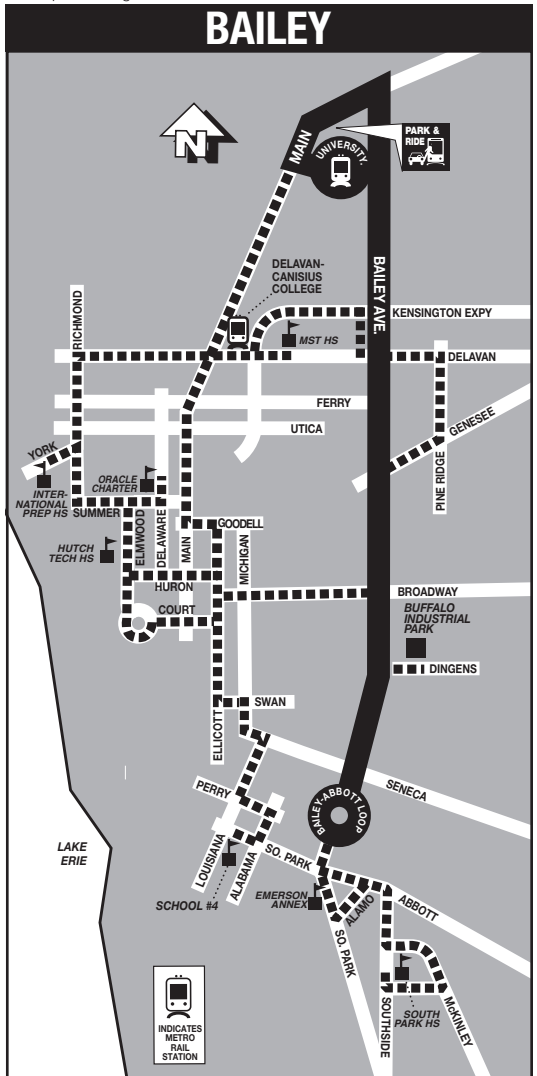 BAILEY
N
MAIN
UNIVERSITY
PARK &
RIDE
DELAVAN-
CANISIUS
COLLEGE
BAILEY AVE.
RICHMOND
KENSINGTON EXPY
MST HS
DELAVAN
FERRY
UTICA
GENESEE
PINE RIDGE
YORK
ORACLE
CHARTER
INTER-
NATIONAL
PREP HS
SUMMER
ELMWOOD
DELAWARE
MAIN
GOODELL
MICHIGAN
HUTCH
TECH HS
HURON
COURT
BROADWAY
BUFFALO
INDUSTRIAL
PARK
DINGENS
SWAN
ELLICOTT
SENECA
PERRY
BAILEY-ABBOTT LOOP
LAKE
ERIE
LOUISIANA
ALABAMA
SO. PARK
SCHOOL #4
EMERSON
ANNEX
ALAMO
ABBOTT
SO. PARK
SOUTHSIDE
SOUTH
PARK HS
McKINLEY
INDICATES
METRO
RAIL
STATION